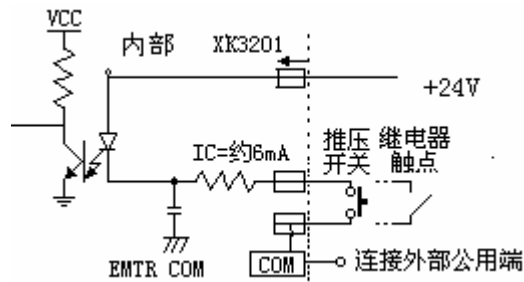 VCC
内部 XK3201
+24V
IC=约6mA
推压 继电器
开关 触点
EMTR COM
COM
连接外部公用端